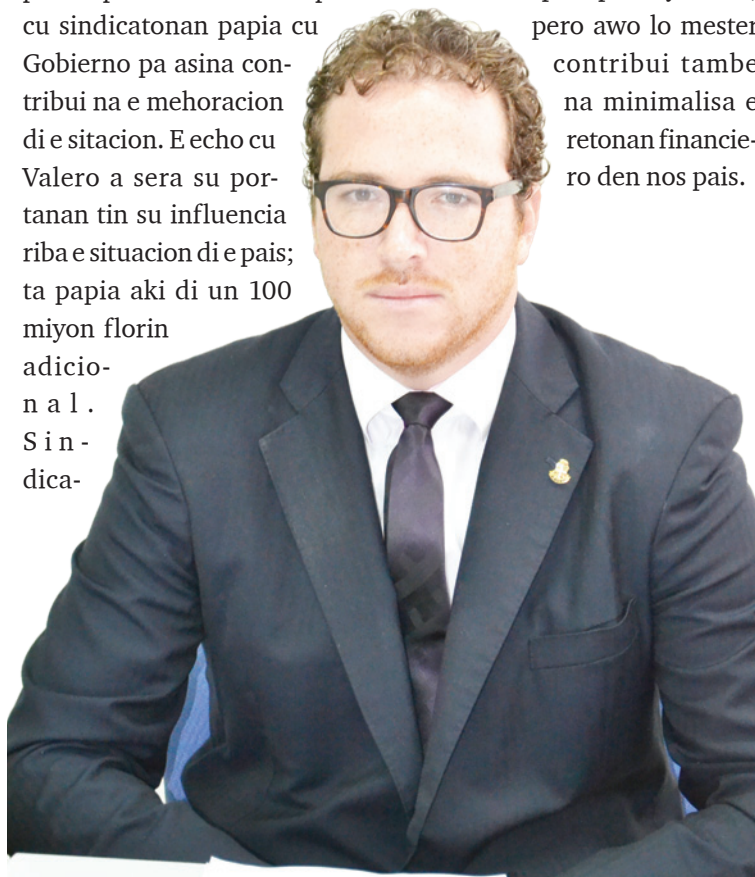 cu sindicatonan papia cu
Gobierno pa asina con-
tribui na e mehoracion
di e sitacion. E echo cu
Valero a sera su por-
tanan tin su influencia
riba e situacion di e pais;
ta papia aki di un 100
miyon florin
adicio-
nal.
Sin-
dica-
pero awo lo mester
contribui tambe
na minimalisa e
retonan financie-
ro den nos pais.